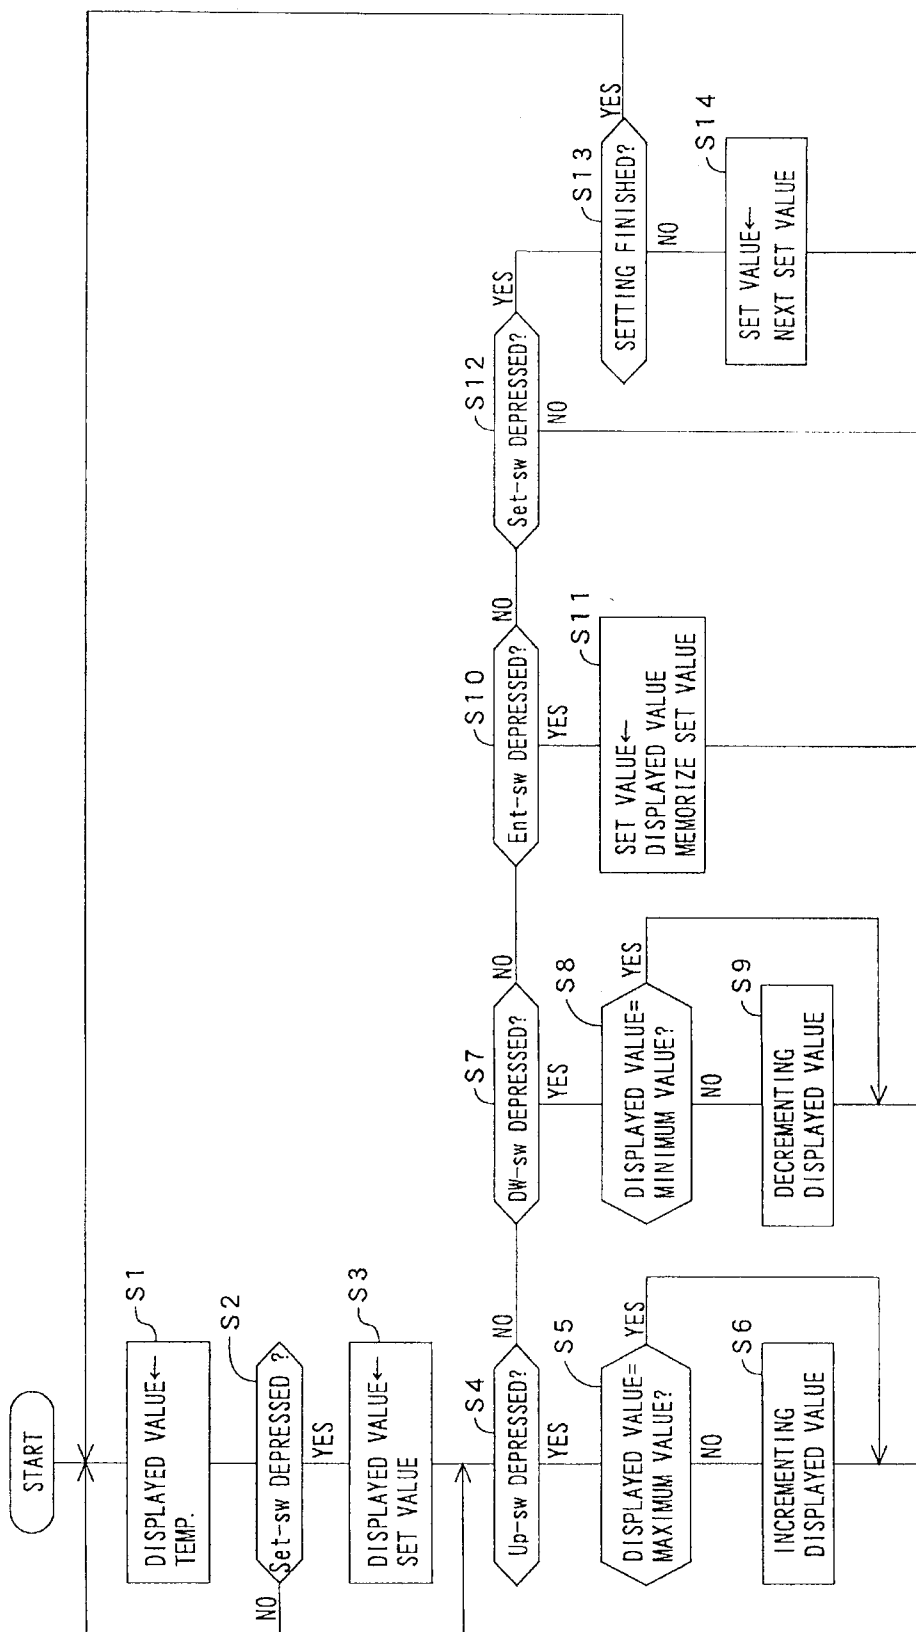 START
S1
DISPLAYED VALUE←
TEMP.
S2
Set-sw DEPRESSED ?
NO
YES
S3
DISPLAYED VALUE←
SET VALUE
S4
Up-sw DEPRESSED?
NO
YES
S5
DISPLAYED VALUE=
MAXIMUM VALUE?
YES
NO
S6
INCREMENTING
DISPLAYED VALUE
S7
DW-sw DEPRESSED?
NO
YES
S8
DISPLAYED VALUE=
MINIMUM VALUE?
YES
NO
S9
DECREMENTING
DISPLAYED VALUE
S10
Ent-sw DEPRESSED?
NO
YES
S11
SET VALUE←
DISPLAYED VALUE
MEMORIZE SET VALUE
S12
Set-sw DEPRESSED?
YES
NO
S13
SETTING FINISHED?
YES
NO
S14
SET VALUE←
NEXT SET VALUE